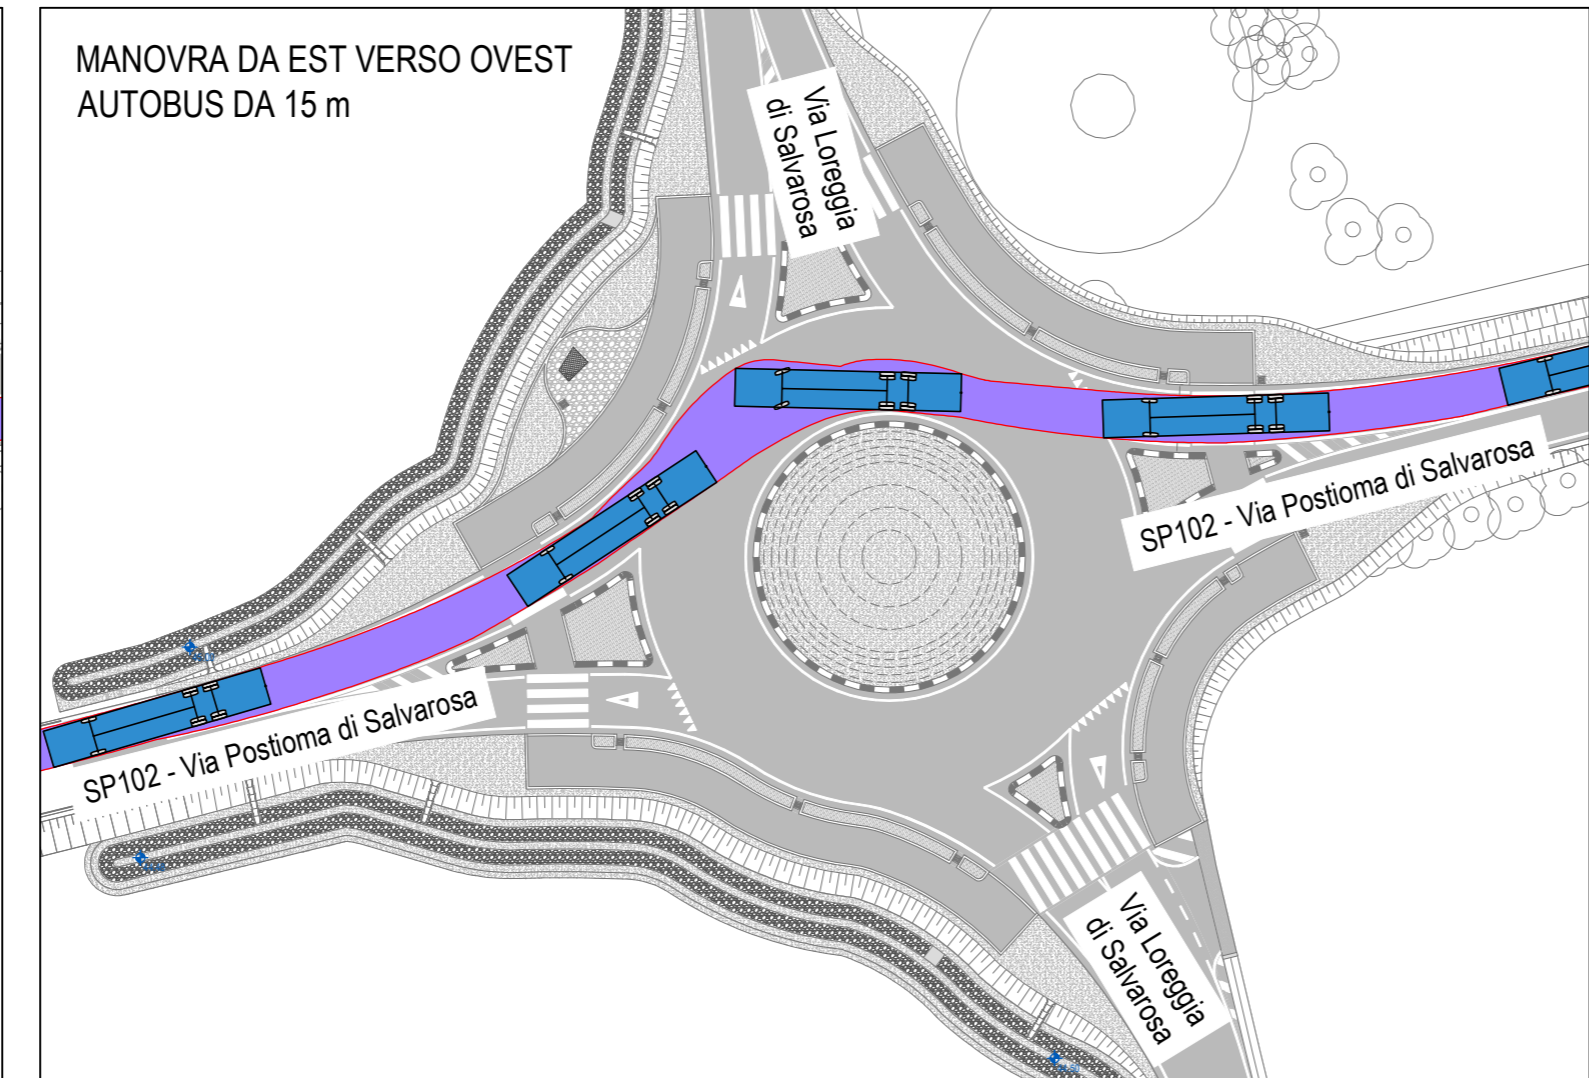 MANOVRA DA EST VERSO OVEST
AUTOBUS DA 15 m
Via Loreggia
di Salvarosa
SP102 - Via Postioma di Salvarosa
SP102 - Via Postioma di Salvarosa
Via Loreggia
di Salvarosa